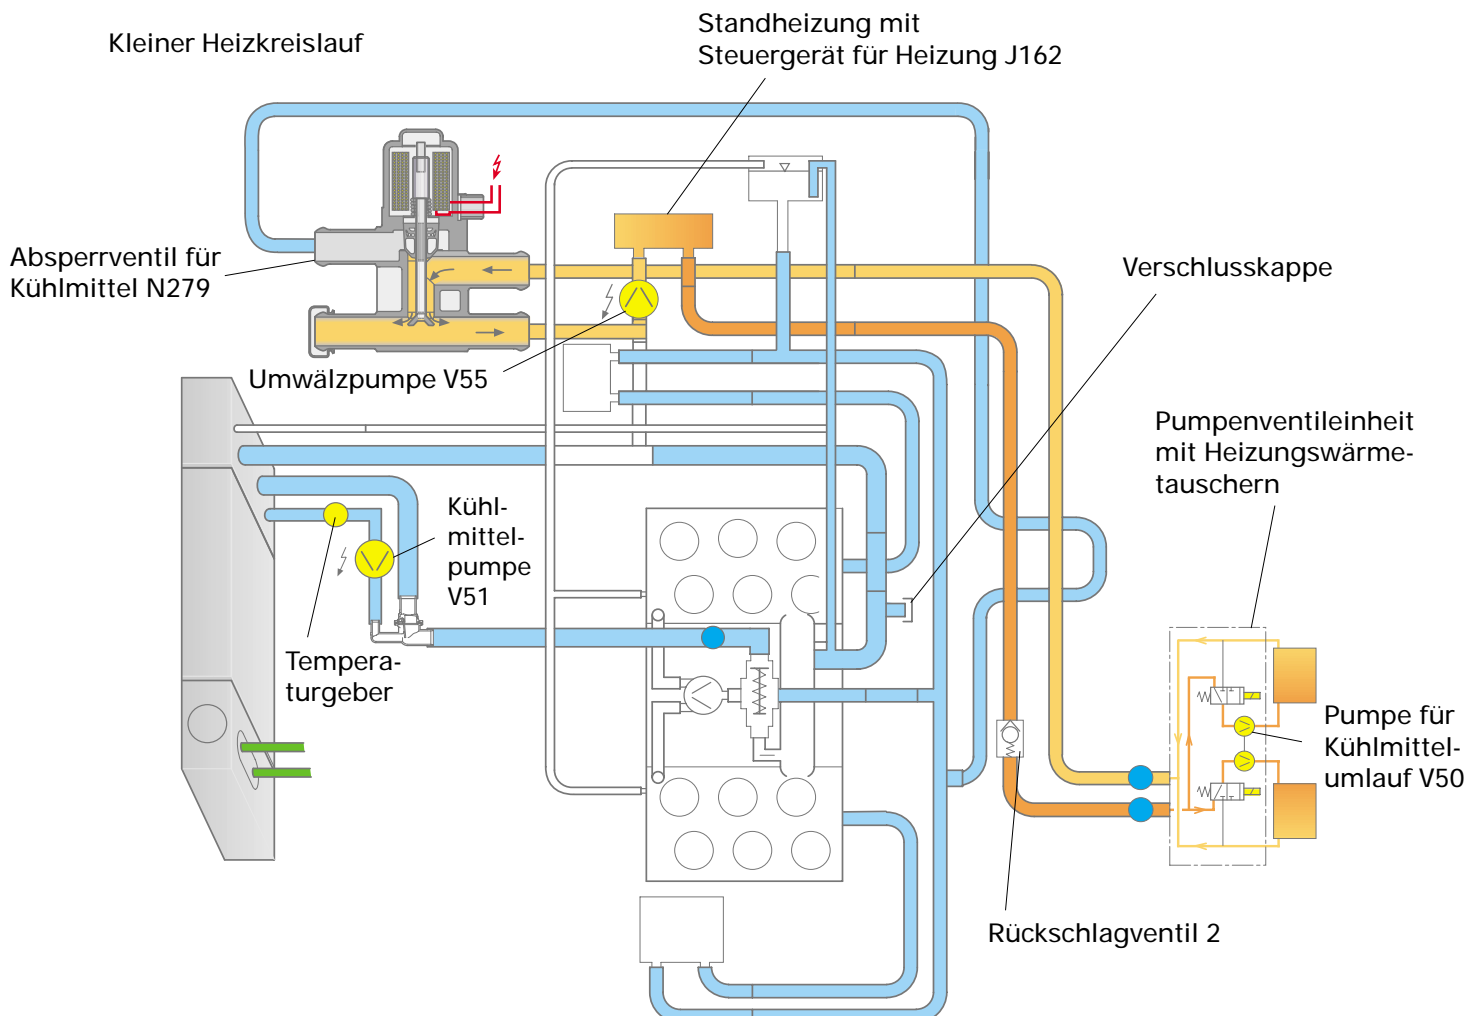 Kleiner Heizkreislauf
Standheizung mit
Steuergerät für Heizung J162
Absperrventil für
Kühlmittel N279
Verschlusskappe
Umwälzpumpe V55
Pumpenventileinheit
mit Heizungswärme-
tauschern
Kühl-
mittel-
pumpe
V51
Tempera-
turgeber
Pumpe für
Kühlmittel-
umlauf V50
Rückschlagventil 2